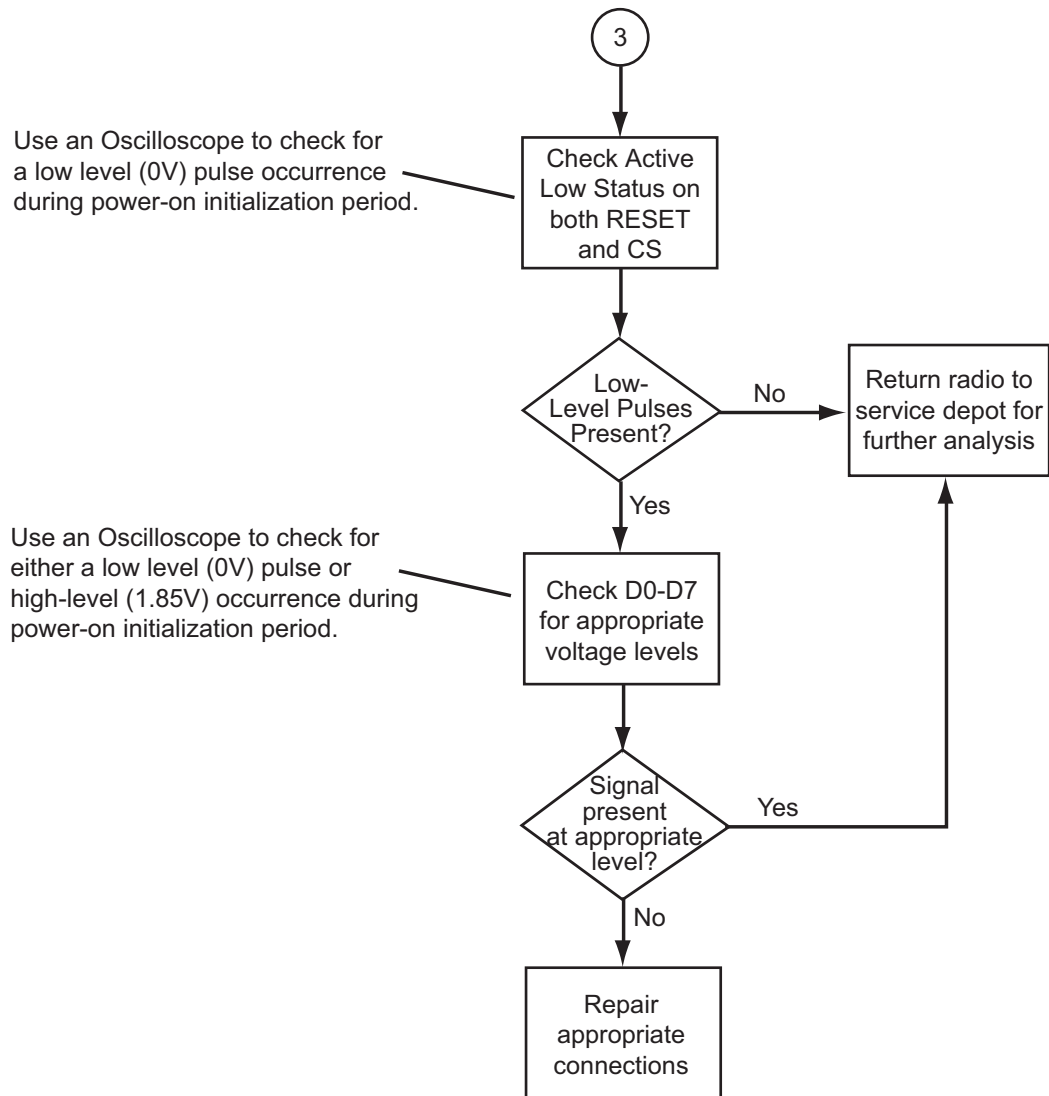 3
Use an Oscilloscope to check for
a low level (0V) pulse occurrence
during power-on initialization period.
Check Active
Low Status on
both RESET
and CS
Low-
Level Pulses
Present?
No
Return radio to
service depot for
further analysis
Yes
Use an Oscilloscope to check for
either a low level (0V) pulse or
high-level (1.85V) occurrence during
power-on initialization period.
Check D0-D7
for appropriate
voltage levels
Signal
present
at appropriate
level?
Yes
No
Repair
appropriate
connections